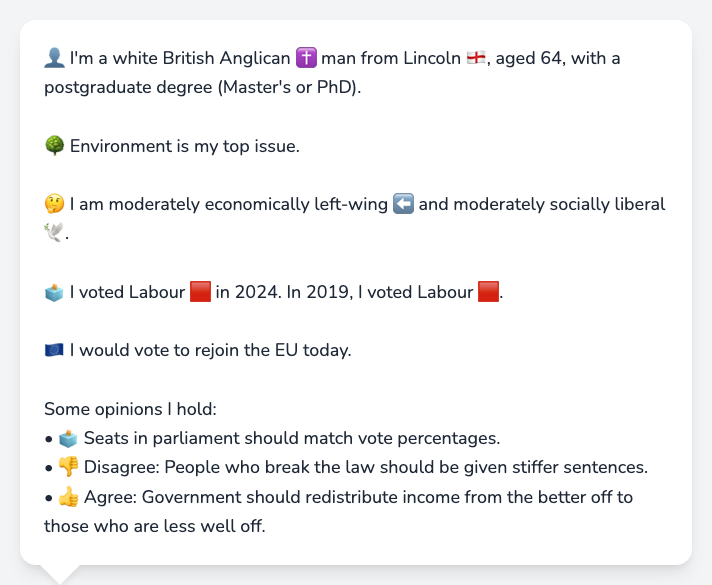 👤 I'm a white British Anglican ✝️ man from Lincoln 🏴󠁧󠁢󠁥󠁮󠁧󠁿, aged 64, with a
postgraduate degree (Master's or PhD).
🌳 Environment is my top issue.
🤔 I am moderately economically left-wing ⬅️ and moderately socially liberal
🕊️.
🗳️ I voted Labour 🟥 in 2024. In 2019, I voted Labour 🟥.
🇪🇺 I would vote to rejoin the EU today.
Some opinions I hold:
• 🗳️ Seats in parliament should match vote percentages.
• 👎 Disagree: People who break the law should be given stiffer sentences.
• 👍 Agree: Government should redistribute income from the better off to
those who are less well off.